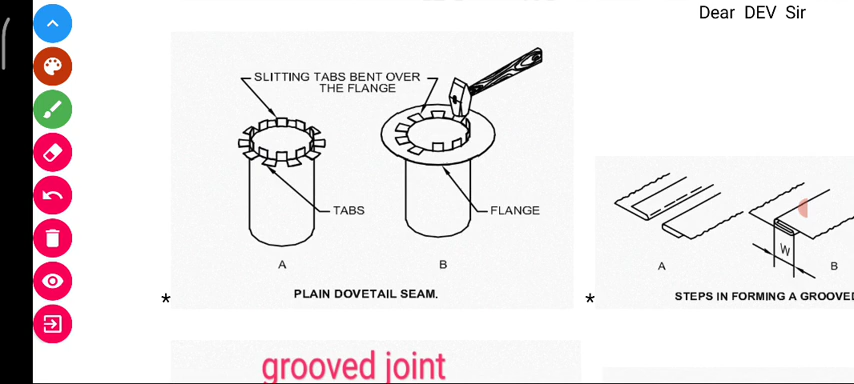 Dear DEV Sir
SLITTING TABS BENT OVER
THE FLANGE
TABS
FLANGE
A
B
* PLAIN DOVETAIL SEAM.
W
A
B
* STEPS IN FORMING A GROOVED
grooved joint